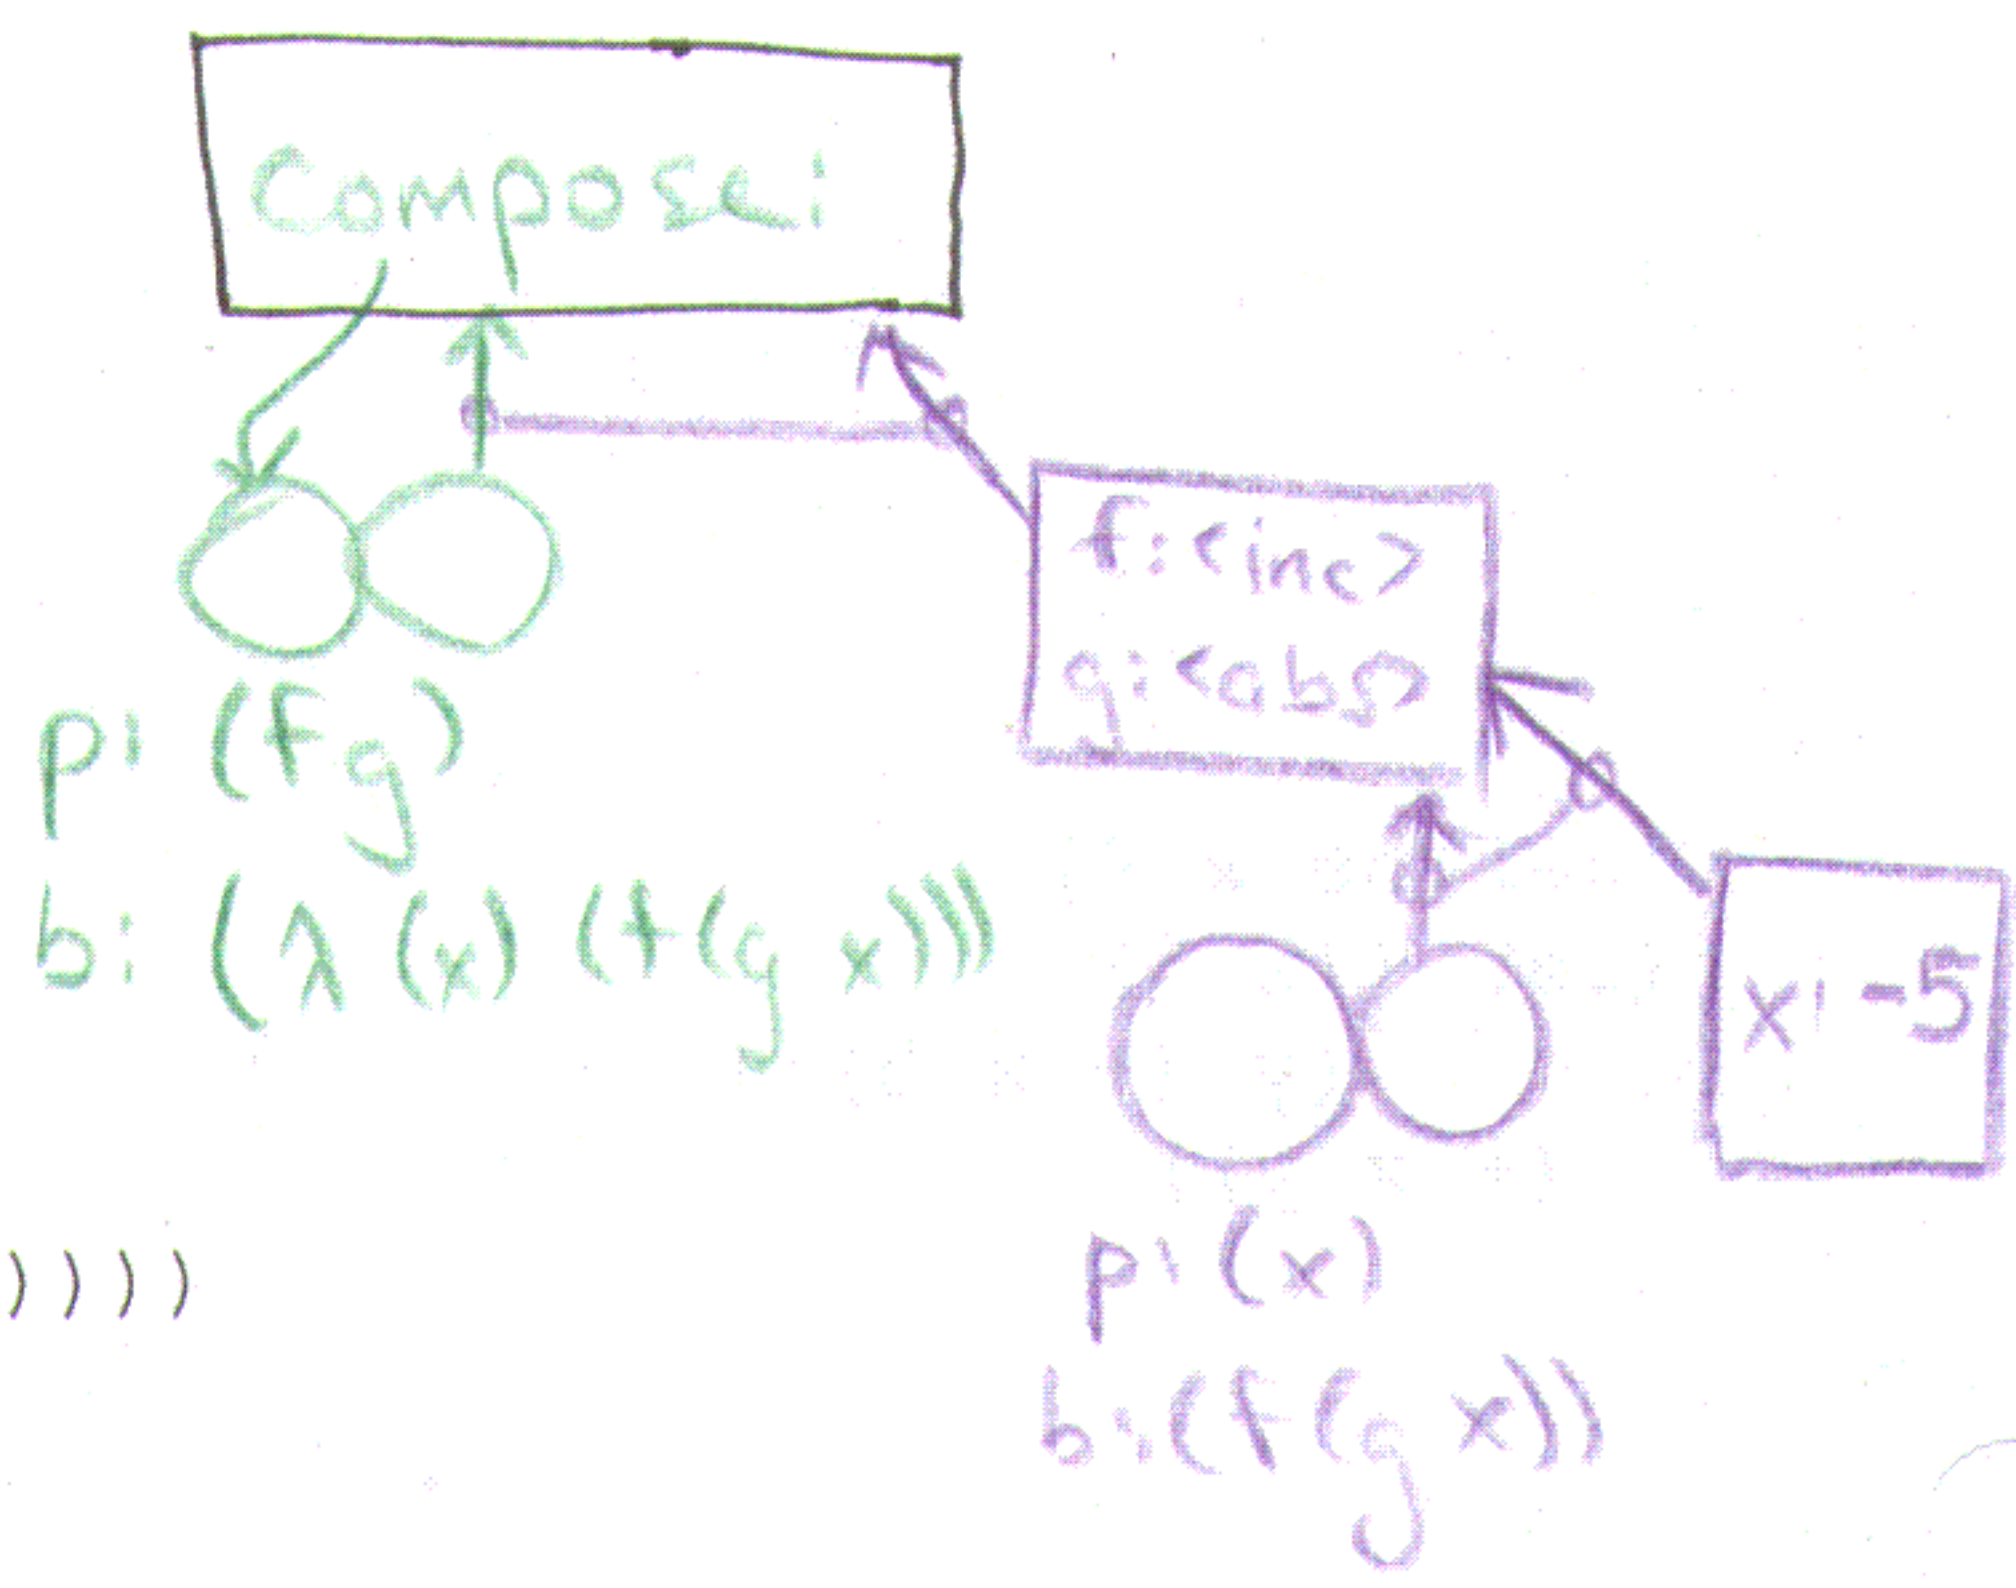 compose:
f:<inc>
g:<abs>
p: (f g)
b: (λ (x) (f (g x)))
x: -5
))))
p: (x)
b: (f (g x))